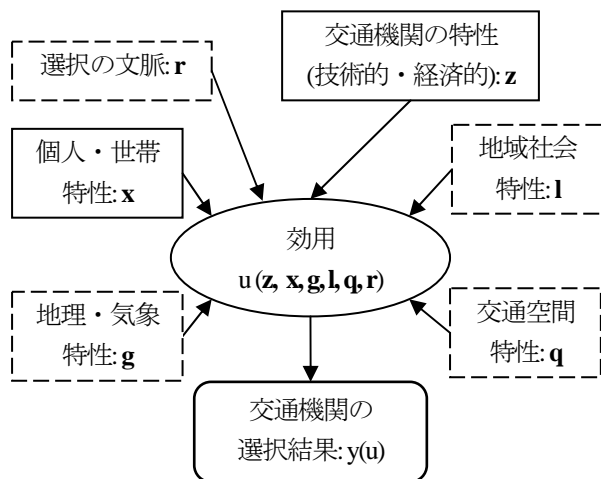 選択の文脈: r
交通機関の特性
(技術的・経済的): z
個人・世帯
特性: x
地域社会
特性: l
効用
u (z, x,g,l,q,r)
地理・気象
特性: g
交通空間
特性: q
交通機関の
選択結果: y(u)